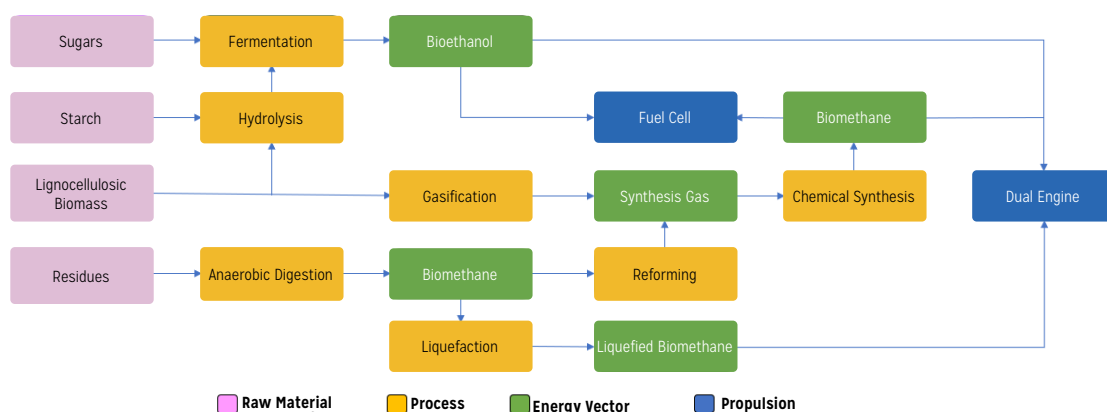 Sugars
Fermentation
Bioethanol
Starch
Hydrolysis
Fuel Cell
Biomethane
Lignocellulosic
Biomass
Gasification
Synthesis Gas
Chemical Synthesis
Dual Engine
Residues
Anaerobic Digestion
Biomethane
Reforming
Liquefaction
Liquefied Biomethane
Raw Material
Process
Energy Vector
Propulsion